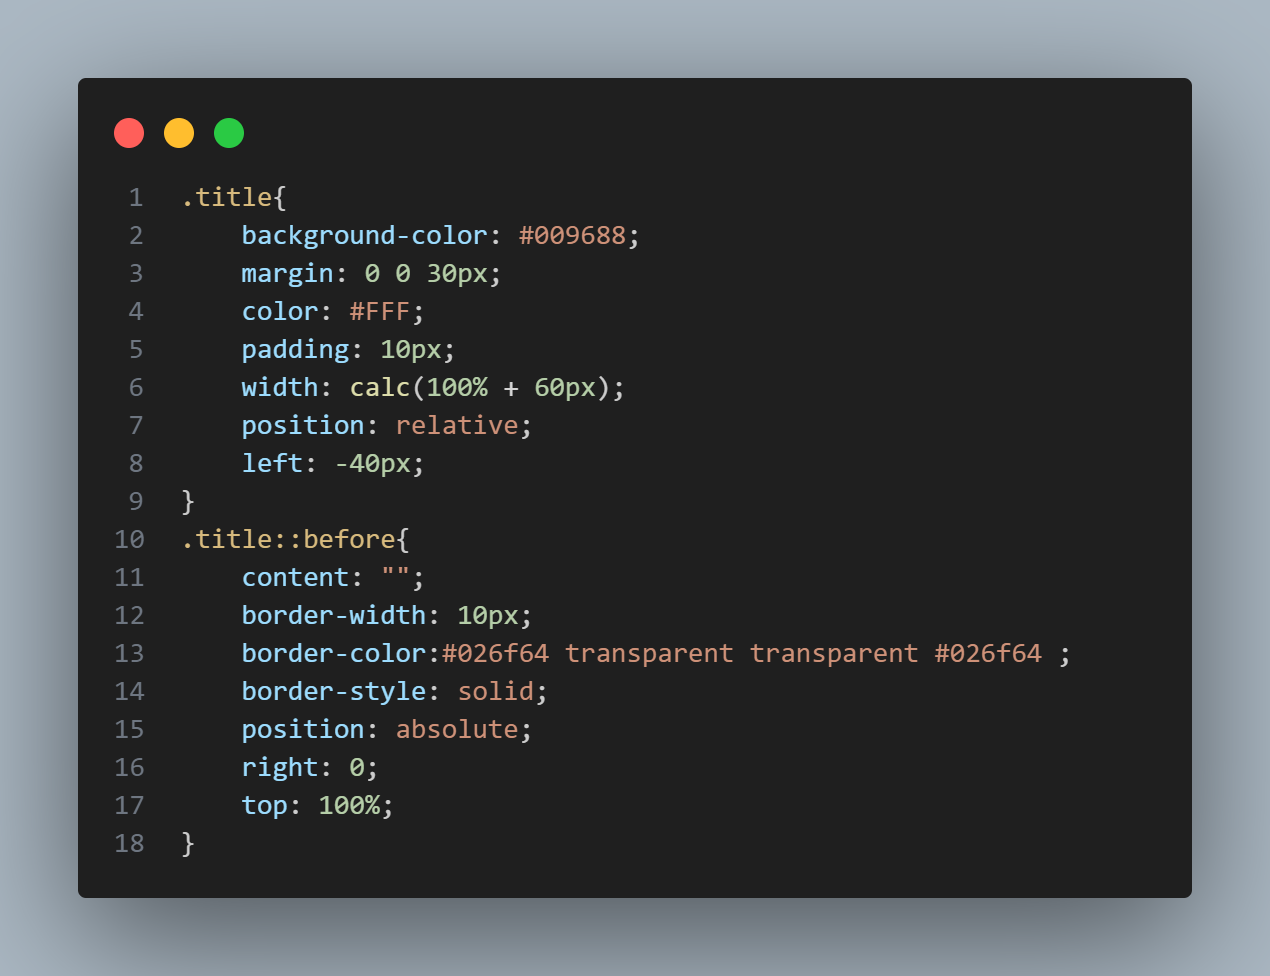 1 .title{
2     background-color: #009688;
3     margin: 0 0 30px;
4     color: #FFF;
5     padding: 10px;
6     width: calc(100% + 60px);
7     position: relative;
8     left: -40px;
9 }
10 .title::before{
11     content: "";
12     border-width: 10px;
13     border-color:#026f64 transparent transparent #026f64 ;
14     border-style: solid;
15     position: absolute;
16     right: 0;
17     top: 100%;
18 }